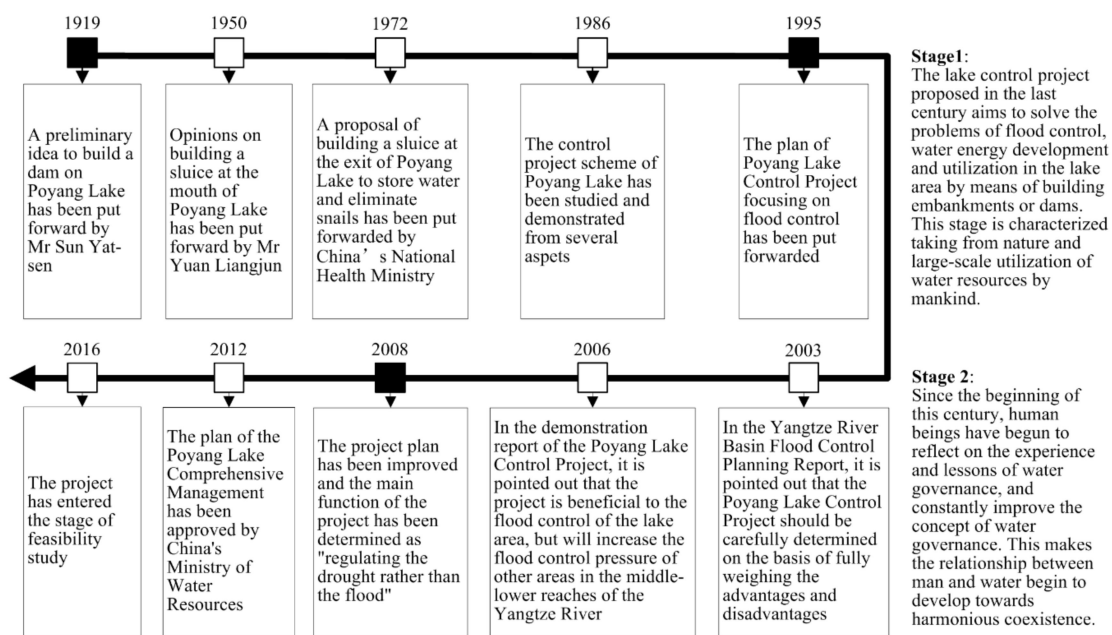 1919
1950
1972
1986
1995
A preliminary
idea to build a
dam on
Poyang Lake
has been put
forward by
Mr Sun Yat-
sen
Opinions on
building a
sluice at the
mouth of
Poyang Lake
has been put
forward by Mr
Yuan Liangjun
A proposal of
building a sluice at
the exit of Poyang
Lake to store water
and eliminate
snails has been put
forwarded by
China’s National
Health Ministry
The control
project scheme of
Poyang Lake has
been studied and
demonstrated
from several
aspets
The plan of
Poyang Lake
Control Project
focusing on
flood control
has been put
forwarded
Stage1:
The lake control project
proposed in the last
century aims to solve the
problems of flood control,
water energy development
and utilization in the lake
area by means of building
embankments or dams.
This stage is characterized
taking from nature and
large-scale utilization of
water resources by
mankind.
2016
2012
2008
2006
2003
The project
has entered
the stage of
feasibility
study
The plan of the
Poyang Lake
Comprehensive
Management
has been
approved by
China's
Ministry of
Water
Resources
The project plan
has been improved
and the main
function of the
project has been
determined as
"regulating the
drought rather than
the flood"
In the demonstration
report of the Poyang Lake
Control Project, it is
pointed out that the
project is beneficial to the
flood control of the lake
area, but will increase the
flood control pressure of
other areas in the middle-
lower reaches of the
Yangtze River
In the Yangtze River
Basin Flood Control
Planning Report, it is
pointed out that the
Poyang Lake Control
Project should be
carefully determined
on the basis of fully
weighing the
advantages and
disadvantages
Stage 2:
Since the beginning of
this century, human
beings have begun to
reflect on the experience
and lessons of water
governance, and
constantly improve the
concept of water
governance. This makes
the relationship between
man and water begin to
develop towards
harmonious coexistence.